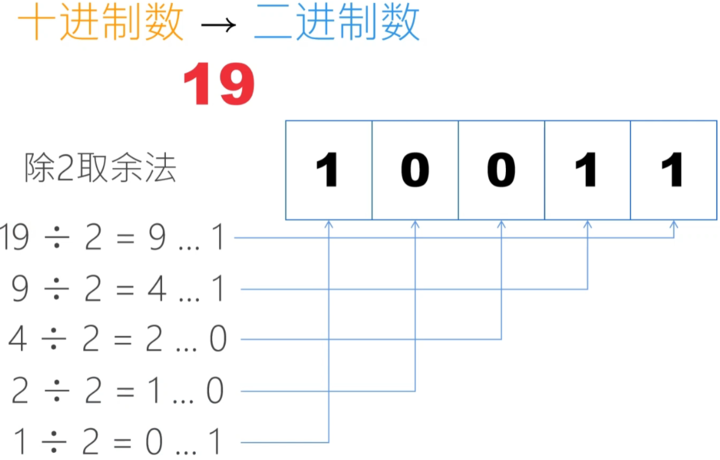 十进制数 → 二进制数
19
除2取余法
1 0 0 1 1
19 ÷ 2 = 9 ... 1
9 ÷ 2 = 4 ... 1
4 ÷ 2 = 2 ... 0
2 ÷ 2 = 1 ... 0
1 ÷ 2 = 0 ... 1